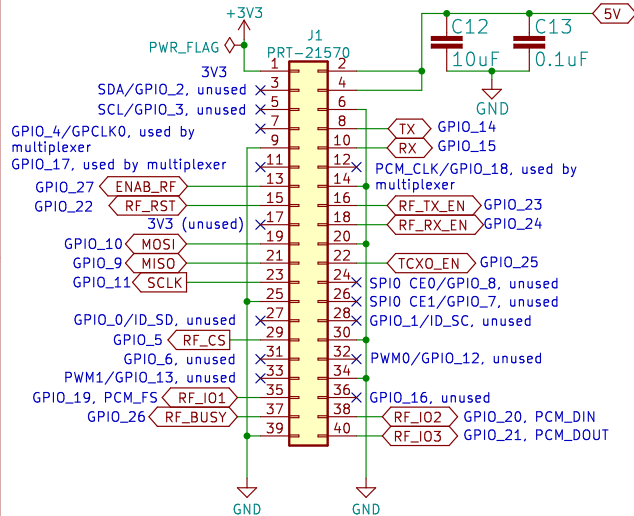 +3V3
J1
PRT-21570
PWR_FLAG
C12
10uF
C13
0.1uF
5V
GND
3V3
1 2
SDA/GPIO_2, unused 3 4
SCL/GPIO_3, unused 5 6
GPIO_4/GPCLK0, used by
multiplexer
7 8 TX GPIO_14
9 10 RX GPIO_15
GPIO_17, used by multiplexer 11 12 PCM_CLK/GPIO_18, used by
multiplexer
GPIO_27 ENAB_RF 13 14
GPIO_22 RF_RST 15 16 RF_TX_EN GPIO_23
3V3 (unused) 17 18 RF_RX_EN GPIO_24
GPIO_10 MOSI 19 20
GPIO_9 MISO 21 22 TCXO_EN GPIO_25
GPIO_11 SCLK 23 24 SPI0 CE0/GPIO_8, unused
25 26 SPI0 CE1/GPIO_7, unused
GPIO_0/ID_SD, unused 27 28 GPIO_1/ID_SC, unused
GPIO_5 RF_CS 29 30
GPIO_6, unused 31 32 PWM0/GPIO_12, unused
PWM1/GPIO_13, unused 33 34
GPIO_19, PCM_FS RF_IO1 35 36 GPIO_16, unused
GPIO_26 RF_BUSY 37 38 RF_IO2 GPIO_20, PCM_DIN
39 40 RF_IO3 GPIO_21, PCM_DOUT
GND GND